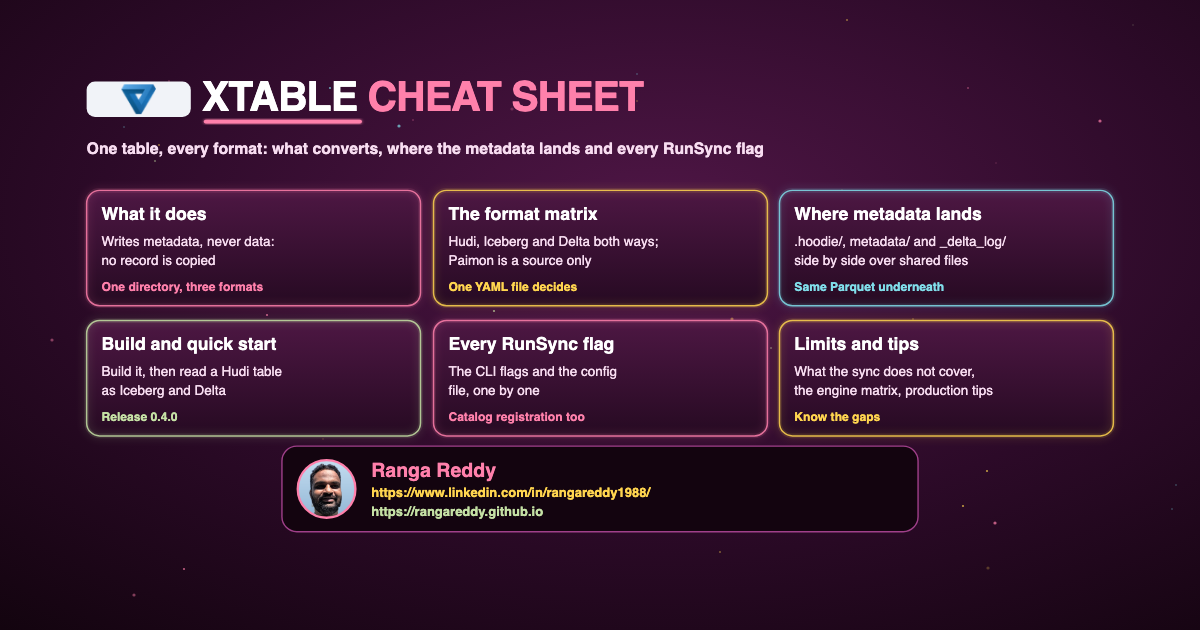 XTABLE CHEAT SHEET
One table, every format: what converts, where the metadata lands and every RunSync flag
What it does
Writes metadata, never data:
no record is copied
One directory, three formats
The format matrix
Hudi, Iceberg and Delta both ways;
Paimon is a source only
One YAML file decides
Where metadata lands
.hoodie/, metadata/ and _delta_log/
side by side over shared files
Same Parquet underneath
Build and quick start
Build it, then read a Hudi table
as Iceberg and Delta
Release 0.4.0
Every RunSync flag
The CLI flags and the config
file, one by one
Catalog registration too
Limits and tips
What the sync does not cover,
the engine matrix, production tips
Know the gaps
Ranga Reddy
https://www.linkedin.com/in/rangareddy1988/
https://rangareddy.github.io